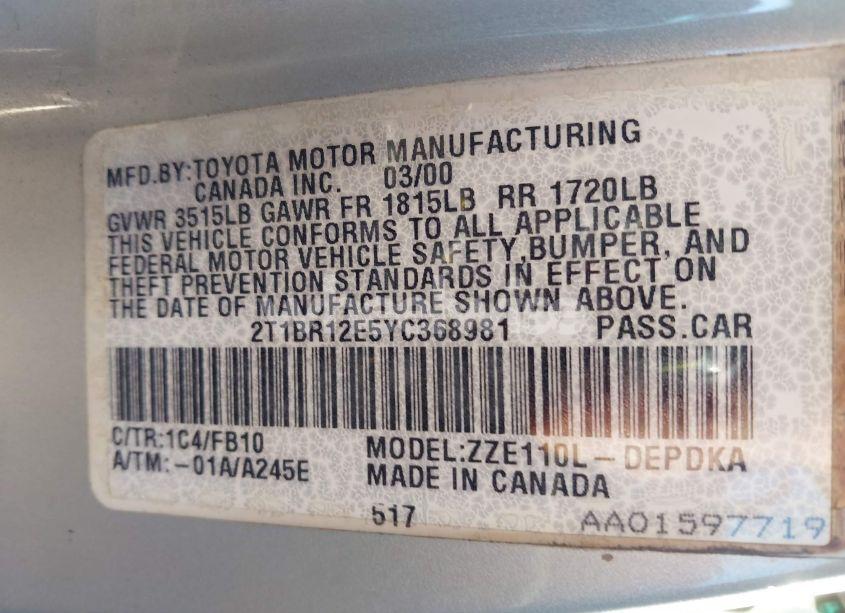 MFD.BY:TOYOTA MOTOR MANUFACTURING
CANADA INC. 03/00
GVWR 3515LB GAWR FR 1815LB RR 1720LB
THIS VEHICLE CONFORMS TO ALL APPLICABLE
FEDERAL MOTOR VEHICLE SAFETY,BUMPER, AND
THEFT PREVENTION STANDARDS IN EFFECT ON
THE DATE OF MANUFACTURE SHOWN ABOVE.
2T1BR12E5YC368981 PASS.CAR
C/TR:1C4/FB10
A/TM:-01A/A245E
MODEL:ZZE110L-DEPDKA
MADE IN CANADA
517
AA01597719